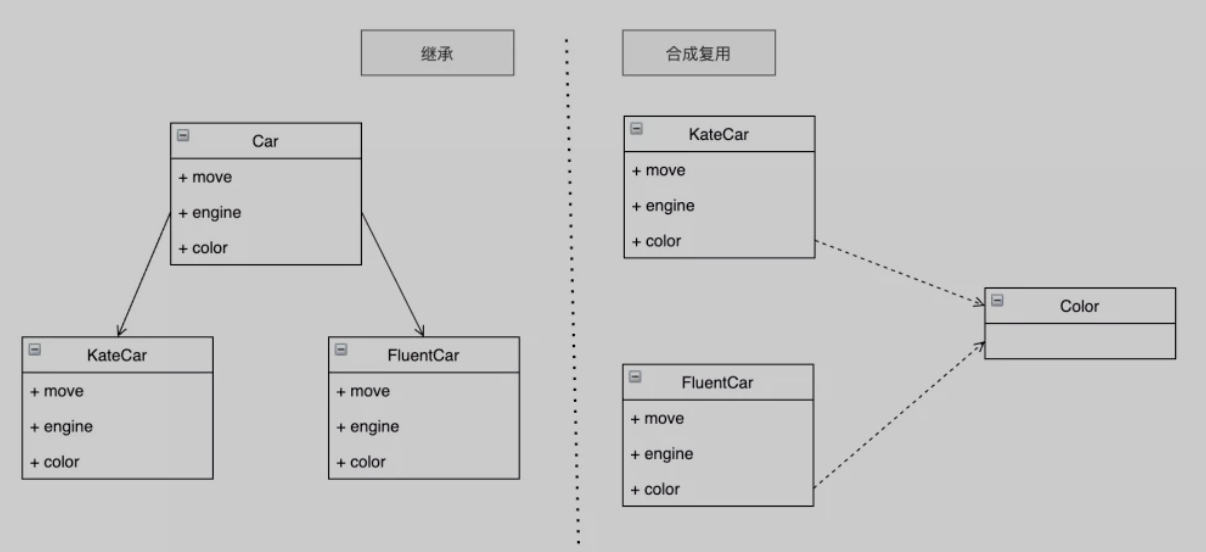 继承
Car
+ move
+ engine
+ color
KateCar
+ move
+ engine
+ color
FluentCar
+ move
+ engine
+ color
合成复用
KateCar
+ move
+ engine
+ color
FluentCar
+ move
+ engine
+ color
Color